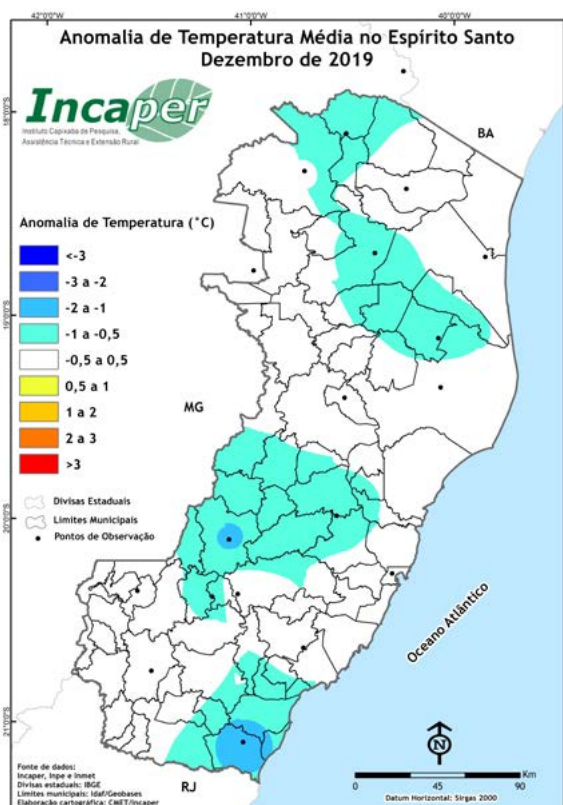 42°0'0"O
41°0'0"O
40°0'0"O
Anomalia de Temperatura Média no Espírito Santo
Dezembro de 2019
Incaper
Instituto Capixaba de Pesquisa,
Assistência Técnica e Extensão Rural
18°0'0"S
BA
Anomalia de Temperatura (°C)
<-3
-3 a -2
-2 a -1
-1 a -0,5
-0,5 a 0,5
0,5 a 1
1 a 2
2 a 3
>3
19°0'0"S
MG
Divisas Estaduais
Limites Municipais
Pontos de Observação
20°0'0"S
Oceano Atlântico
21°0'0"S
Fonte de dados:
Incaper, Inpe e Inmet
Divisas estaduais: IBGE
Limites municipais: Idaf/Geobases
Elaboração cartográfica: CMET/Incaper
RJ
N
Km
0 45 90
Datum Horizontal: Sirgas 2000